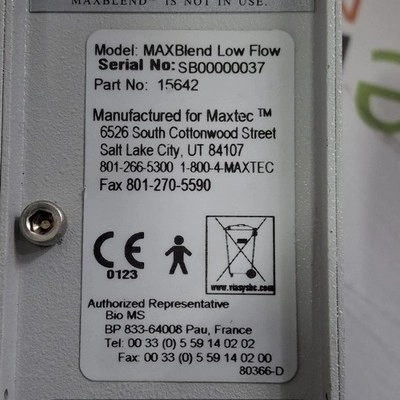 MAXBLEND™ IS NOT IN USE.
Model: MAXBlend Low Flow
Serial No: SB00000037
Part No: 15642
Manufactured for Maxtec ™
6526 South Cottonwood Street
Salt Lake City, UT 84107
801-266-5300 1-800-4-MAXTEC
Fax 801-270-5590
CE
0123
www.viasyshc.com
Authorized Representative
Bio MS
BP 833-64008 Pau, France
Tel: 00 33 (0) 5 59 14 02 02
Fax: 00 33 (0) 5 59 14 02 00
80366-D